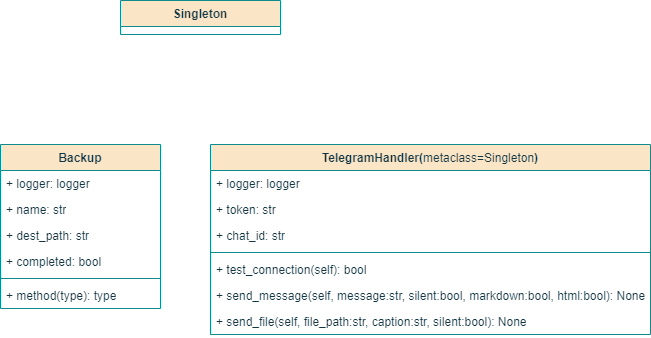 Singleton
Backup
+ logger: logger
+ name: str
+ dest_path: str
+ completed: bool
+ method(type): type
TelegramHandler(metaclass=Singleton)
+ logger: logger
+ token: str
+ chat_id: str
+ test_connection(self): bool
+ send_message(self, message:str, silent:bool, markdown:bool, html:bool): None
+ send_file(self, file_path:str, caption:str, silent:bool): None